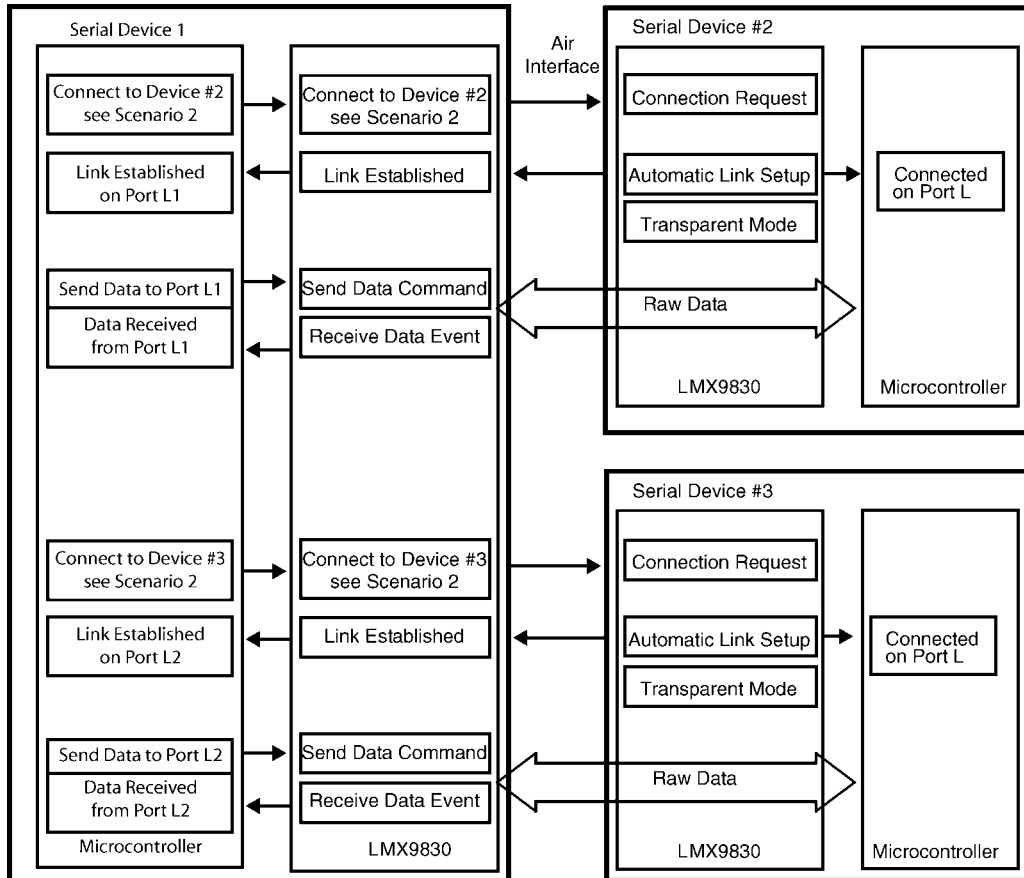 Serial Device 1
Connect to Device #2
see Scenario 2
Link Established
on Port L1
Send Data to Port L1
Data Received
from Port L1
Connect to Device #3
see Scenario 2
Link Established
on Port L2
Send Data to Port L2
Data Received
from Port L2
Microcontroller
Connect to Device #2
see Scenario 2
Link Established
Send Data Command
Receive Data Event
Connect to Device #3
see Scenario 2
Link Established
Send Data Command
Receive Data Event
LMX9830
Air
Interface
Serial Device #2
Connection Request
Automatic Link Setup
Transparent Mode
Raw Data
LMX9830
Connected
on Port L
Microcontroller
Serial Device #3
Connection Request
Automatic Link Setup
Transparent Mode
Raw Data
LMX9830
Connected
on Port L
Microcontroller